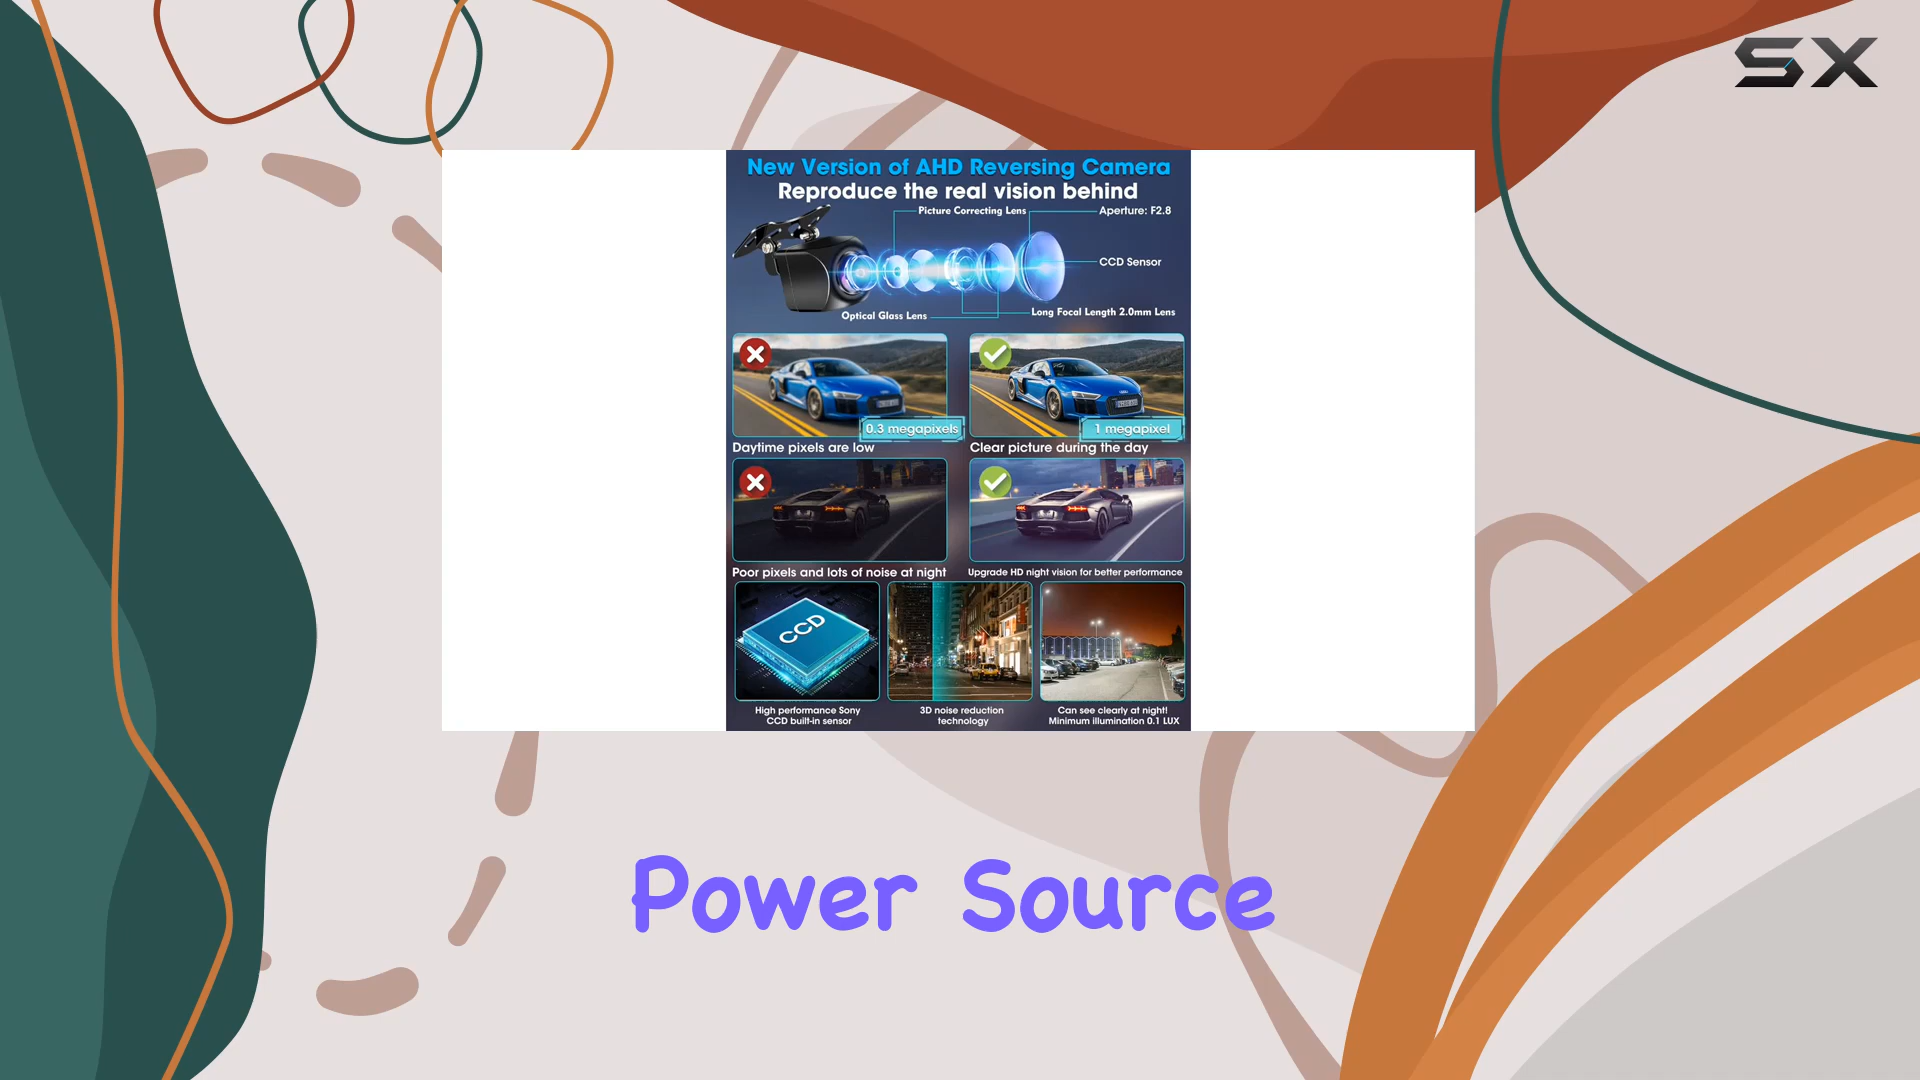 SX
New Version of AHD Reversing Camera
Reproduce the real vision behind
Picture Correcting Lens
Aperture: F2.8
CCD Sensor
Optical Glass Lens
Long Focal Length 2.0mm Lens
0.3 megapixels
1 megapixel
Daytime pixels are low
Clear picture during the day
Poor pixels and lots of noise at night
Upgrade HD night vision for better performance
CCD
High performance Sony
CCD built-in sensor
3D noise reduction
technology
Can see clearly at night!
Minimum illumination 0.1 LUX
Power Source